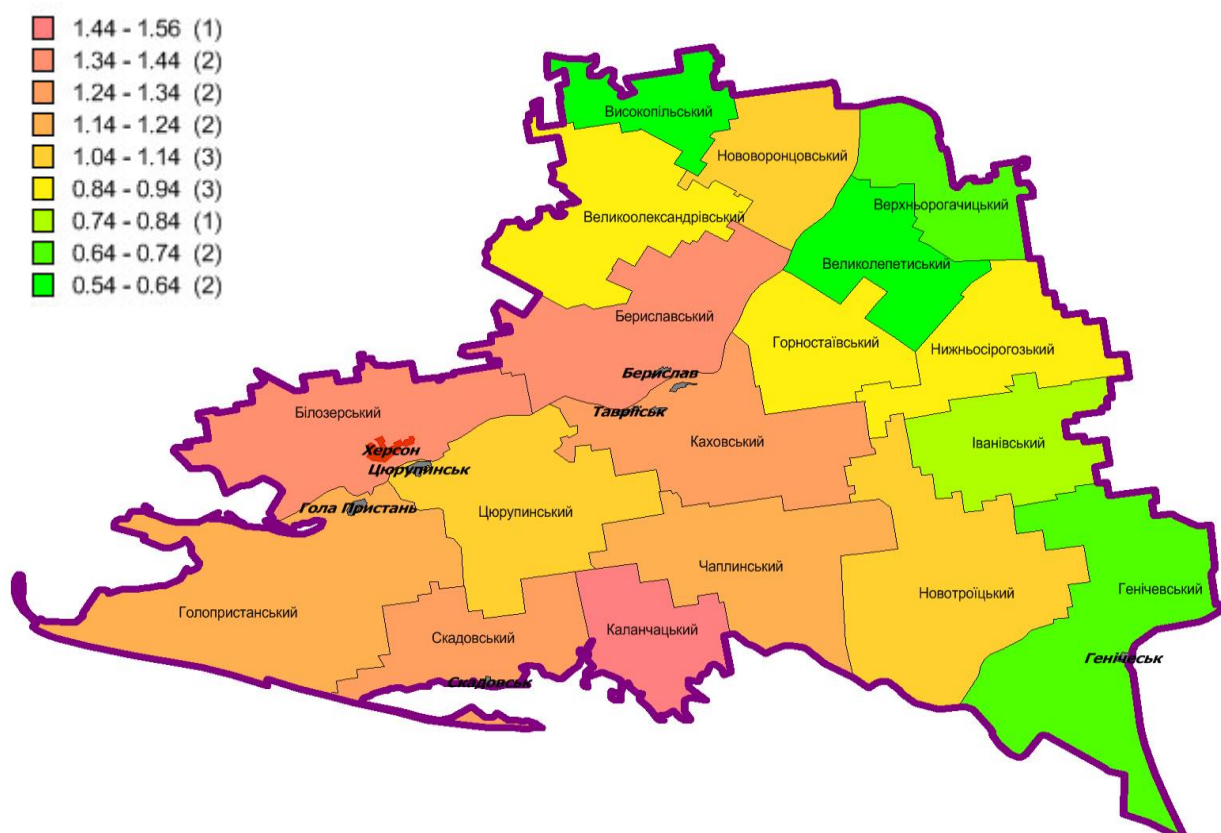 1.44 - 1.56 (1)
1.34 - 1.44 (2)
1.24 - 1.34 (2)
1.14 - 1.24 (2)
1.04 - 1.14 (3)
0.84 - 0.94 (3)
0.74 - 0.84 (1)
0.64 - 0.74 (2)
0.54 - 0.64 (2)
Високопільський
Нововоронцовський
Верхньорогачицький
Великоолександрівський
Великолепетиський
Бериславський
Горностаївський
Нижньосірогозький
Берислав
Білозерський
Таврійськ
Каховський
Іванівський
Херсон
Цюрупинськ
Гола Пристань
Цюрупинський
Чаплинський
Новотроїцький
Генічевський
Голопристанський
Скадовський
Каланчацький
Генічеськ
Скадовськ